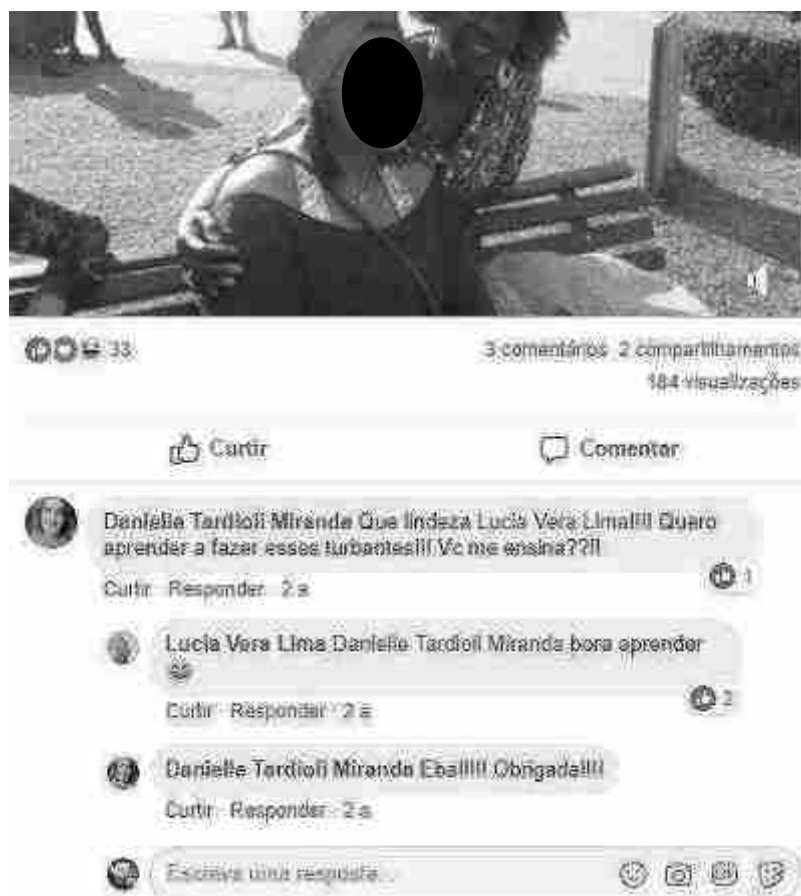 33
3 comentários 2 compartilhamentos
184 visualizações
Curtir
Comentar
Danielle Tardioli Miranda Que lindeza Lucia Vera Lima!!!! Quero
aprender a fazer esses turbantes!!! Vc me ensina??!!
1
Curtir · Responder · 2 a
Lucia Vera Lima Danielle Tardioli Miranda bora aprender
2
Curtir · Responder · 2 a
Danielle Tardioli Miranda Eba!!!!! Obrigada!!!!
Curtir · Responder · 2 a
Escreva uma resposta...